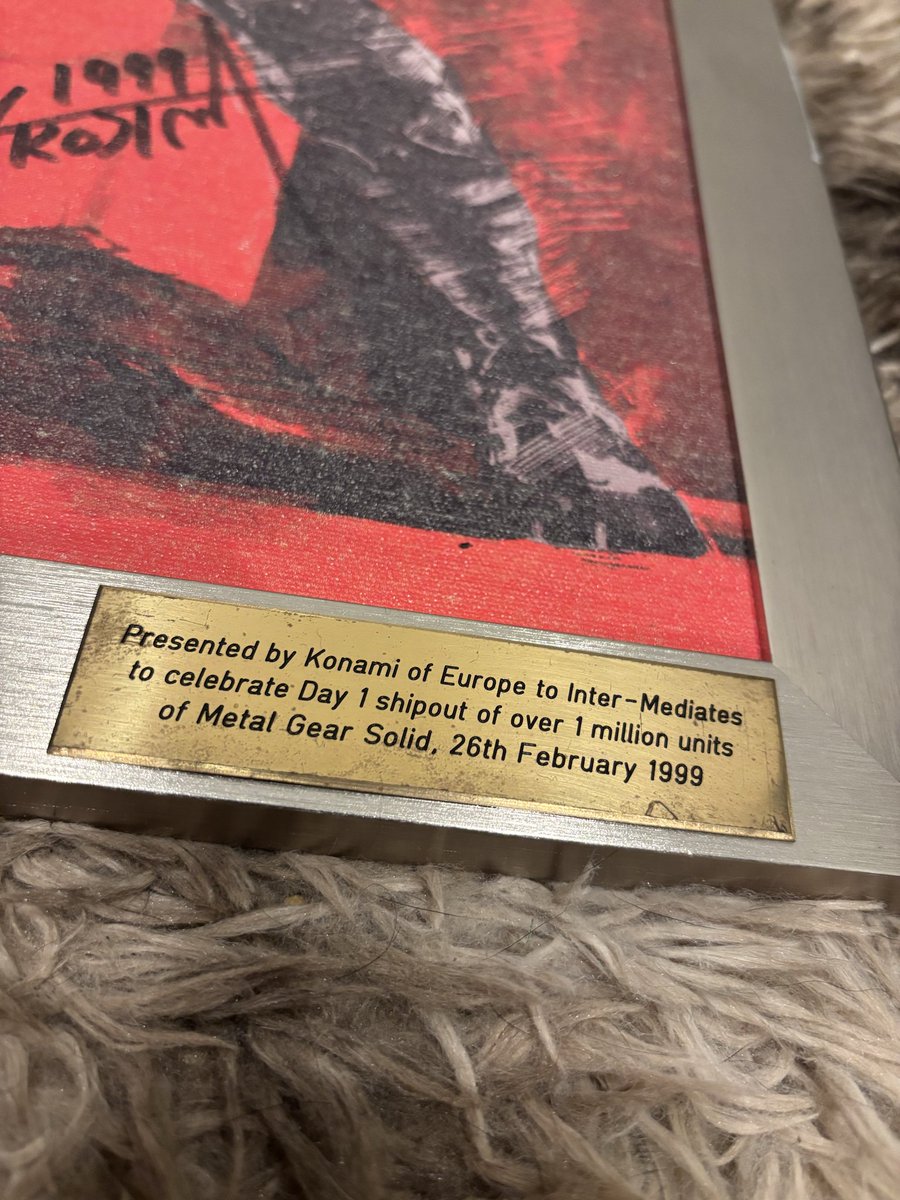 1999
Presented by Konami of Europe to Inter-Mediates
to celebrate Day 1 shipout of over 1 million units
of Metal Gear Solid, 26th February 1999